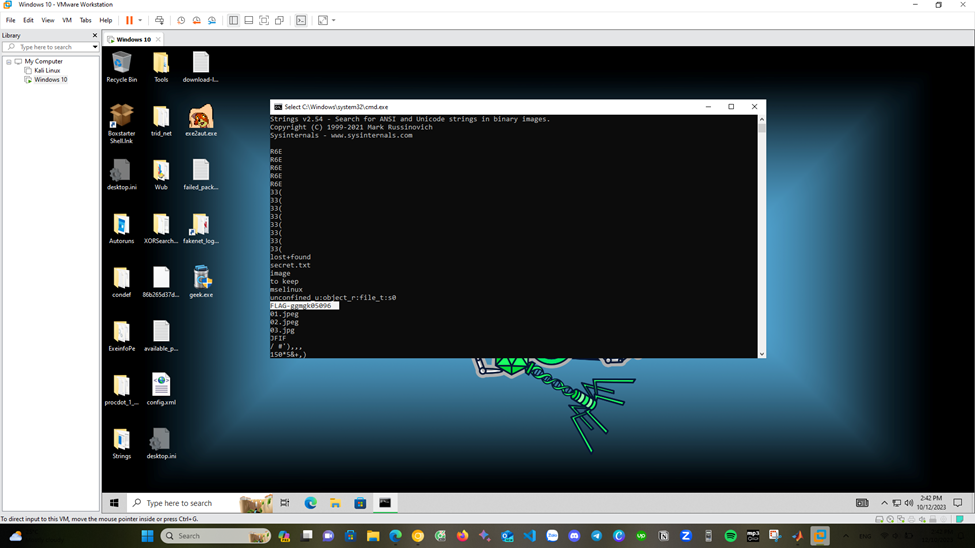 Windows 10 - VMware Workstation
File Edit View VM Tabs Help
Library
Type here to search
My Computer
Kali Linux
Windows 10
Windows 10
Recycle Bin
Tools
download-l...
Boxstarter Shell.lnk
trid_net
exe2aut.exe
desktop.ini
Wub
failed_pack...
Autoruns
XORSearch...
fakenet_log...
condef
86b265d37d...
geek.exe
ExeinfoPe
available_p...
procdot_1_...
config.xml
Strings
desktop.ini
Select C:\Windows\system32\cmd.exe
Strings v2.54 - Search for ANSI and Unicode strings in binary images.
Copyright (C) 1999-2021 Mark Russinovich
Sysinternals - www.sysinternals.com
R6E
R6E
R6E
R6E
R6E
33(
33(
33(
33(
33(
33(
33(
33(
lost+found
secret.txt
image
to keep
mselinux
unconfined_u:object_r:file_t:s0
FLAG-ggmgk05096
01.jpeg
02.jpeg
03.jpg
JFIF
/ #'),,,
150*5&+,)
Type here to search
2:42 PM
10/12/2023
To direct input to this VM, move the mouse pointer inside or press Ctrl+G.
Search